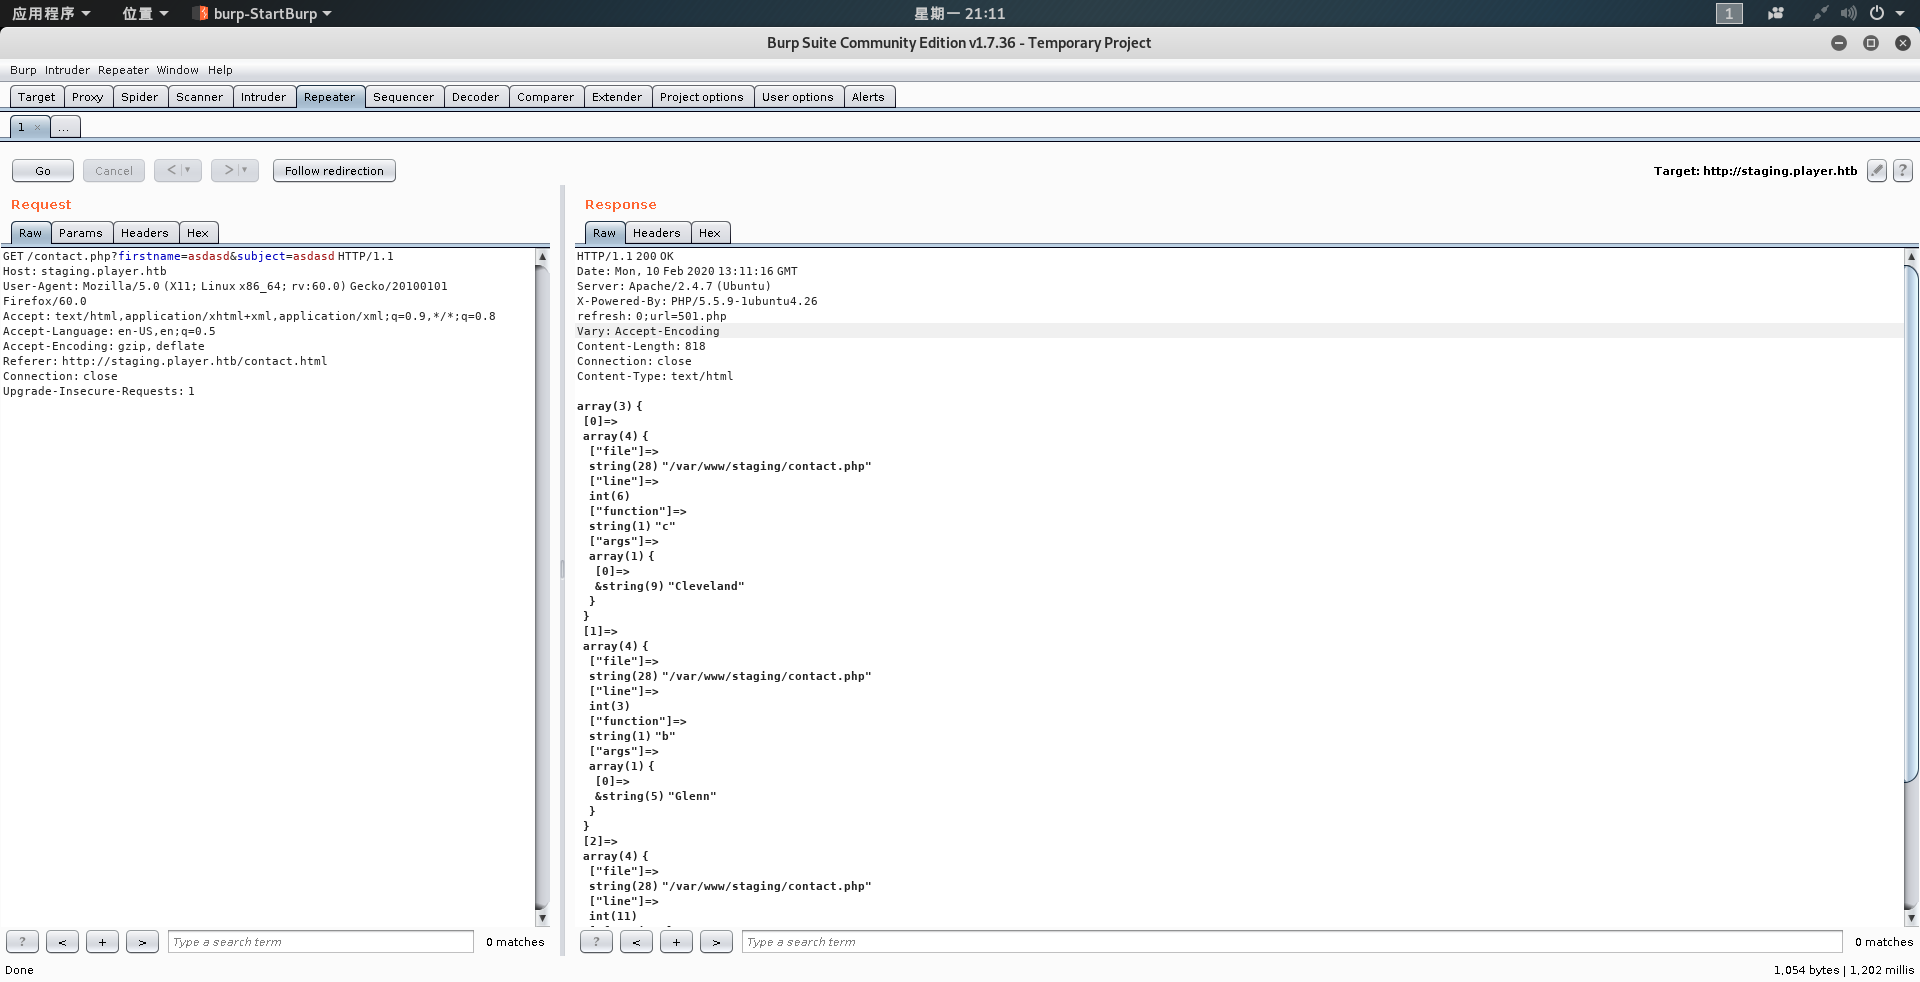 应用程序 位置 burp-StartBurp 星期一 21:11 1
Burp Suite Community Edition v1.7.36 - Temporary Project
Burp Intruder Repeater Window Help
Target Proxy Spider Scanner Intruder Repeater Sequencer Decoder Comparer Extender Project options User options Alerts
1 × ...
Go Cancel < > Follow redirection Target: http://staging.player.htb ?
Request
Raw Params Headers Hex
GET /contact.php?firstname=asdasd&subject=asdasd HTTP/1.1
Host: staging.player.htb
User-Agent: Mozilla/5.0 (X11; Linux x86_64; rv:60.0) Gecko/20100101
Firefox/60.0
Accept: text/html,application/xhtml+xml,application/xml;q=0.9,*/*;q=0.8
Accept-Language: en-US,en;q=0.5
Accept-Encoding: gzip, deflate
Referer: http://staging.player.htb/contact.html
Connection: close
Upgrade-Insecure-Requests: 1
? < + > Type a search term 0 matches
Response
Raw Headers Hex
HTTP/1.1 200 OK
Date: Mon, 10 Feb 2020 13:11:16 GMT
Server: Apache/2.4.7 (Ubuntu)
X-Powered-By: PHP/5.5.9-1ubuntu4.26
refresh: 0;url=501.php
Vary: Accept-Encoding
Content-Length: 818
Connection: close
Content-Type: text/html
array(3) {
[0]=>
array(4) {
["file"]=>
string(28) "/var/www/staging/contact.php"
["line"]=>
int(6)
["function"]=>
string(1) "c"
["args"]=>
array(1) {
[0]=>
&string(9) "Cleveland"
}
}
[1]=>
array(4) {
["file"]=>
string(28) "/var/www/staging/contact.php"
["line"]=>
int(3)
["function"]=>
string(1) "b"
["args"]=>
array(1) {
[0]=>
&string(5) "Glenn"
}
}
[2]=>
array(4) {
["file"]=>
string(28) "/var/www/staging/contact.php"
["line"]=>
int(11)
? < + > Type a search term 0 matches
Done 1,054 bytes | 1,202 millis